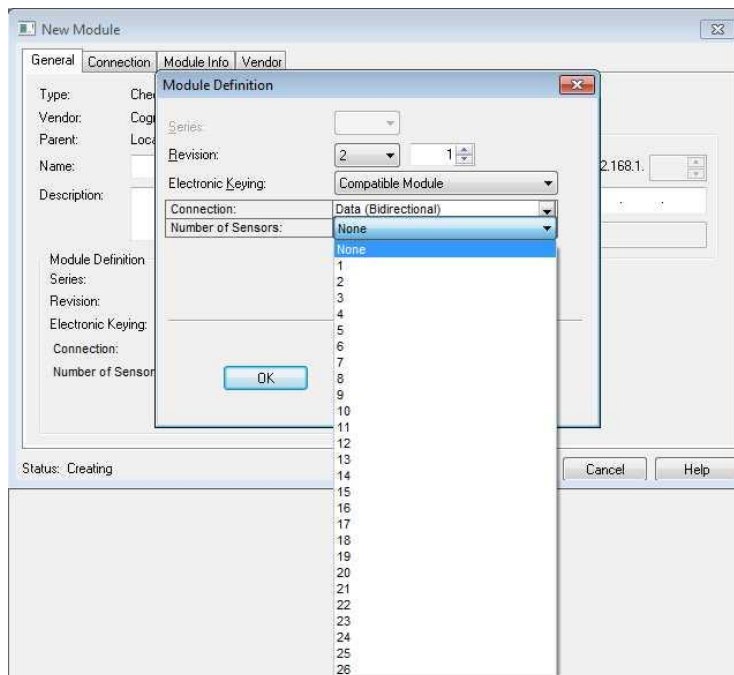 New Module
General Connection Module Info Vendor
Module Definition
Type: Che
Vendor: Cogn
Parent: Loca
Name:
Description:
Series:
Revision: 2 1
Electronic Keying: Compatible Module
Connection: Data (Bidirectional)
Number of Sensors: None
2.168.1.
. .
None
1
2
3
4
5
6
7
8
9
10
11
12
13
14
15
16
17
18
19
20
21
22
23
24
25
26
OK
Module Definition
Series:
Revision:
Electronic Keying:
Connection:
Number of Sensor
Status: Creating
Cancel Help